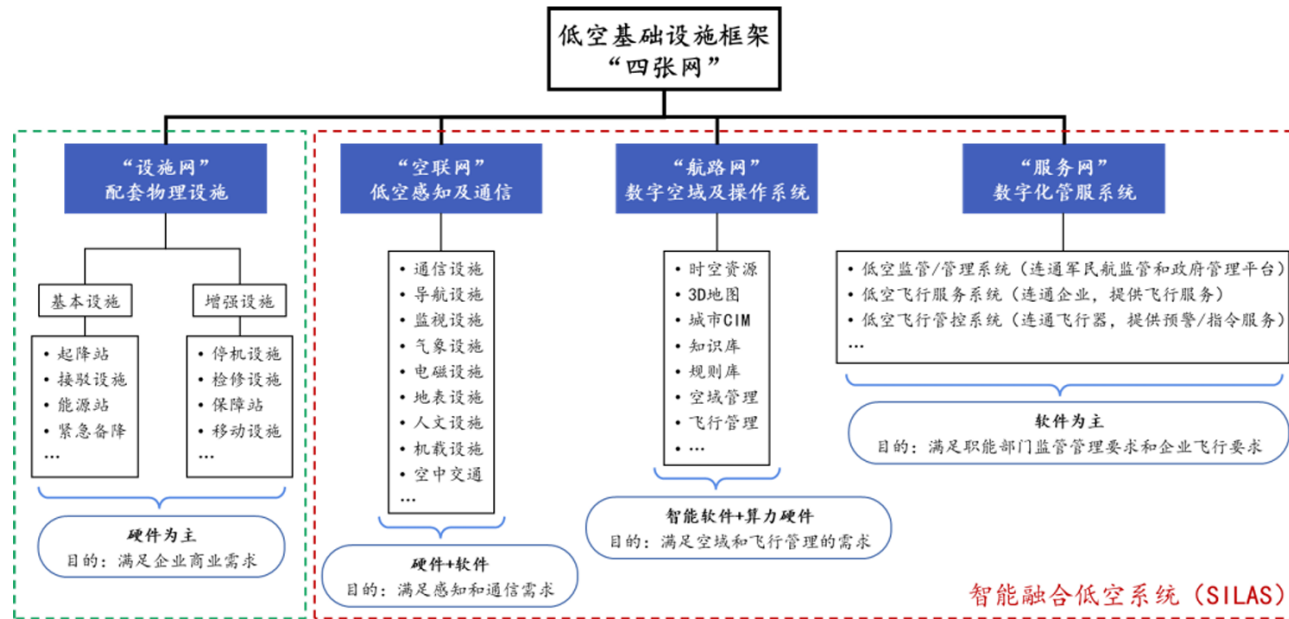 低空基础设施框架
“四张网”
“设施网”
配套物理设施
基本设施
• 起降站
• 接驳设施
• 能源站
• 紧急备降
…
增强设施
• 停机设施
• 检修设施
• 保障站
• 移动设施
…
硬件为主
目的：满足企业商业需求
“空联网”
低空感知及通信
• 通信设施
• 导航设施
• 监视设施
• 气象设施
• 电磁设施
• 地表设施
• 人文设施
• 机载设施
• 空中交通
…
硬件+软件
目的：满足感知和通信需求
“航路网”
数字空域及操作系统
• 时空资源
• 3D地图
• 城市CIM
• 知识库
• 规则库
• 空域管理
• 飞行管理
• …
智能软件+算力硬件
目的：满足空域和飞行管理的需求
“服务网”
数字化管服系统
• 低空监管/管理系统（连通军民航监管和政府管理平台）
• 低空飞行服务系统（连通企业，提供飞行服务）
• 低空飞行管控系统（连通飞行器，提供预警/指令服务）
…
软件为主
目的：满足职能部门监管管理要求和企业飞行要求
智能融合低空系统（SILAS）